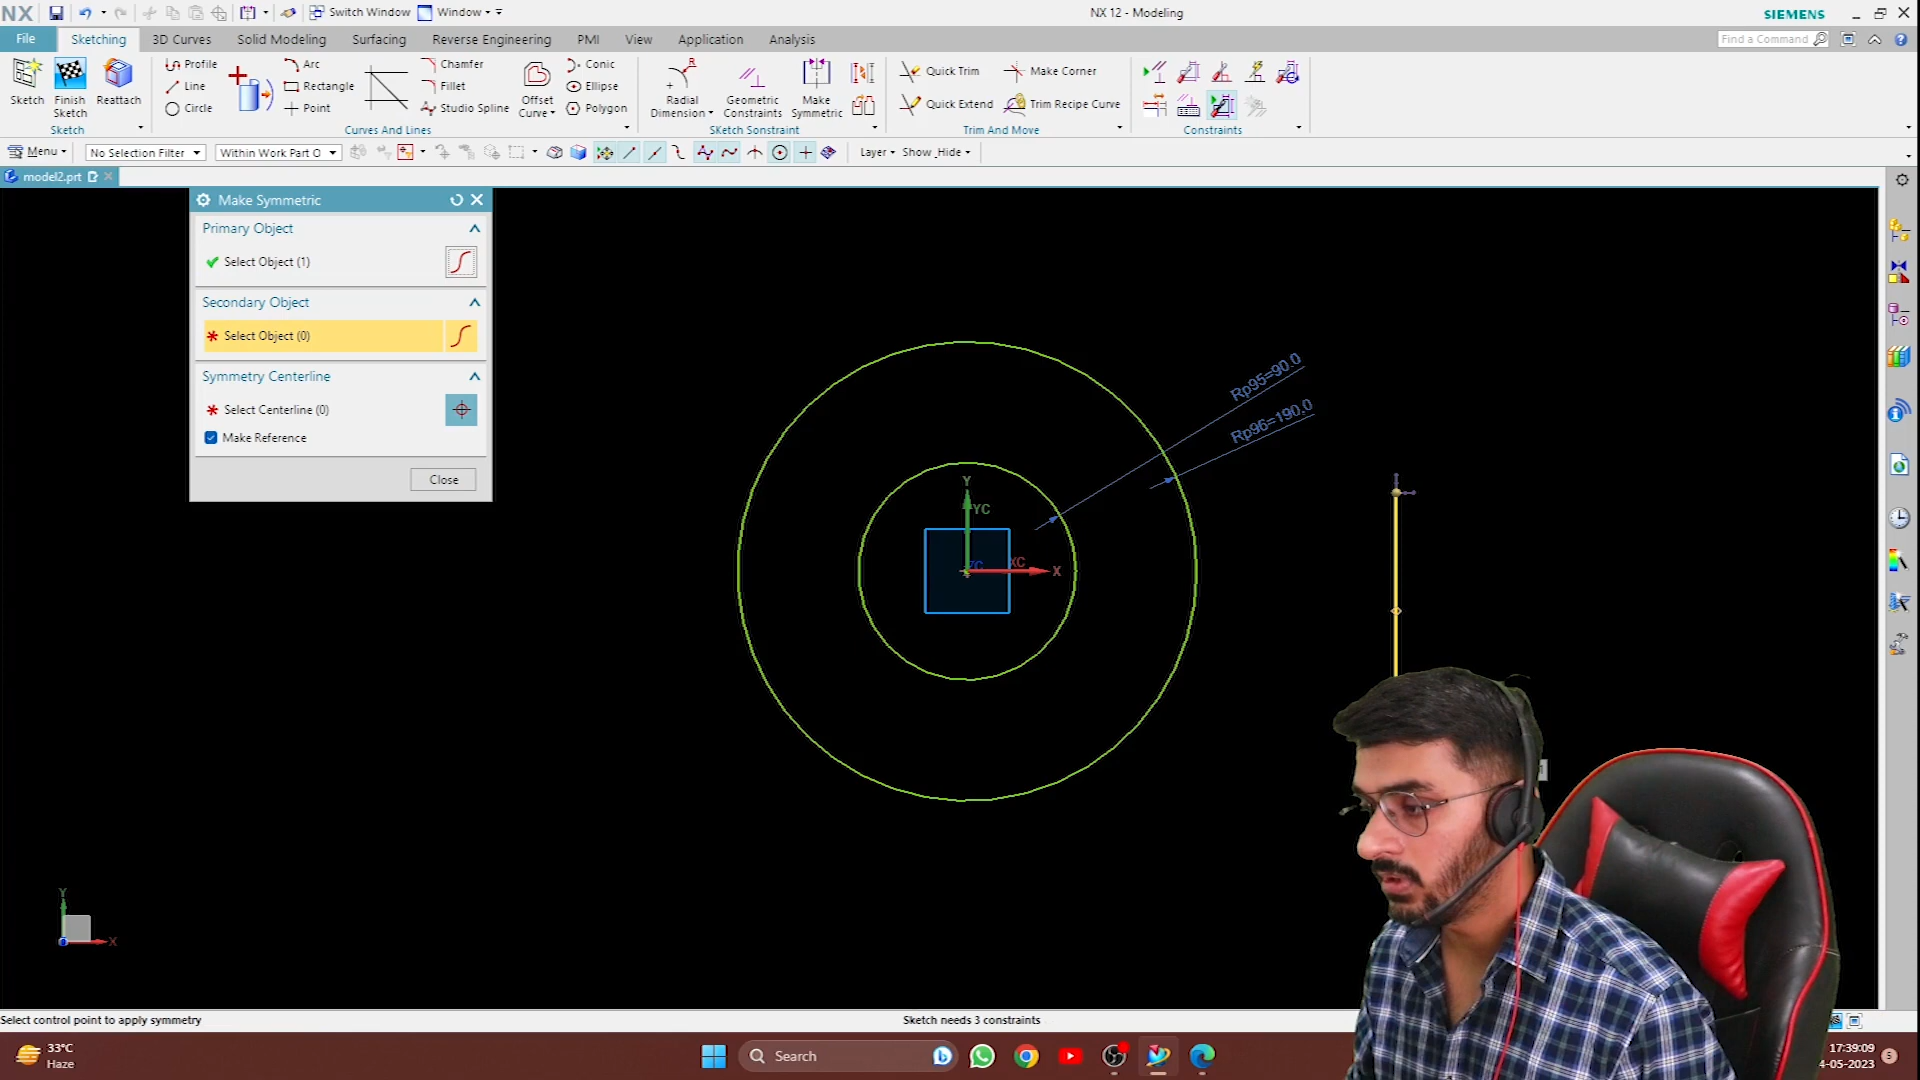 NX Switch Window Window NX 12 - Modeling SIEMENS
File Sketching 3D Curves Solid Modeling Surfacing Reverse Engineering PMI View Application Analysis Find a Command
Sketch Finish Sketch Reattach
Sketch
Profile Arc Chamfer Conic
Line Rectangle Fillet Ellipse
Circle Point Studio Spline Offset Curve Polygon
Curves And Lines
Radial Dimension Geometric Constraints Make Symmetric
Sketch Constraint
Quick Trim Make Corner
Quick Extend Trim Recipe Curve
Trim And Move
Constraints
Menu No Selection Filter Within Work Part O Layer Show _Hide
model2.prt
Make Symmetric
Primary Object
Select Object (1)
Secondary Object
Select Object (0)
Symmetry Centerline
Select Centerline (0)
Make Reference
Close
Rp95=90.0
Rp96=190.0
Y
YC
XC
X
Y
X
Select control point to apply symmetry Sketch needs 3 constraints
33°C
Haze
Search
17:39:09
4-05-2023
5